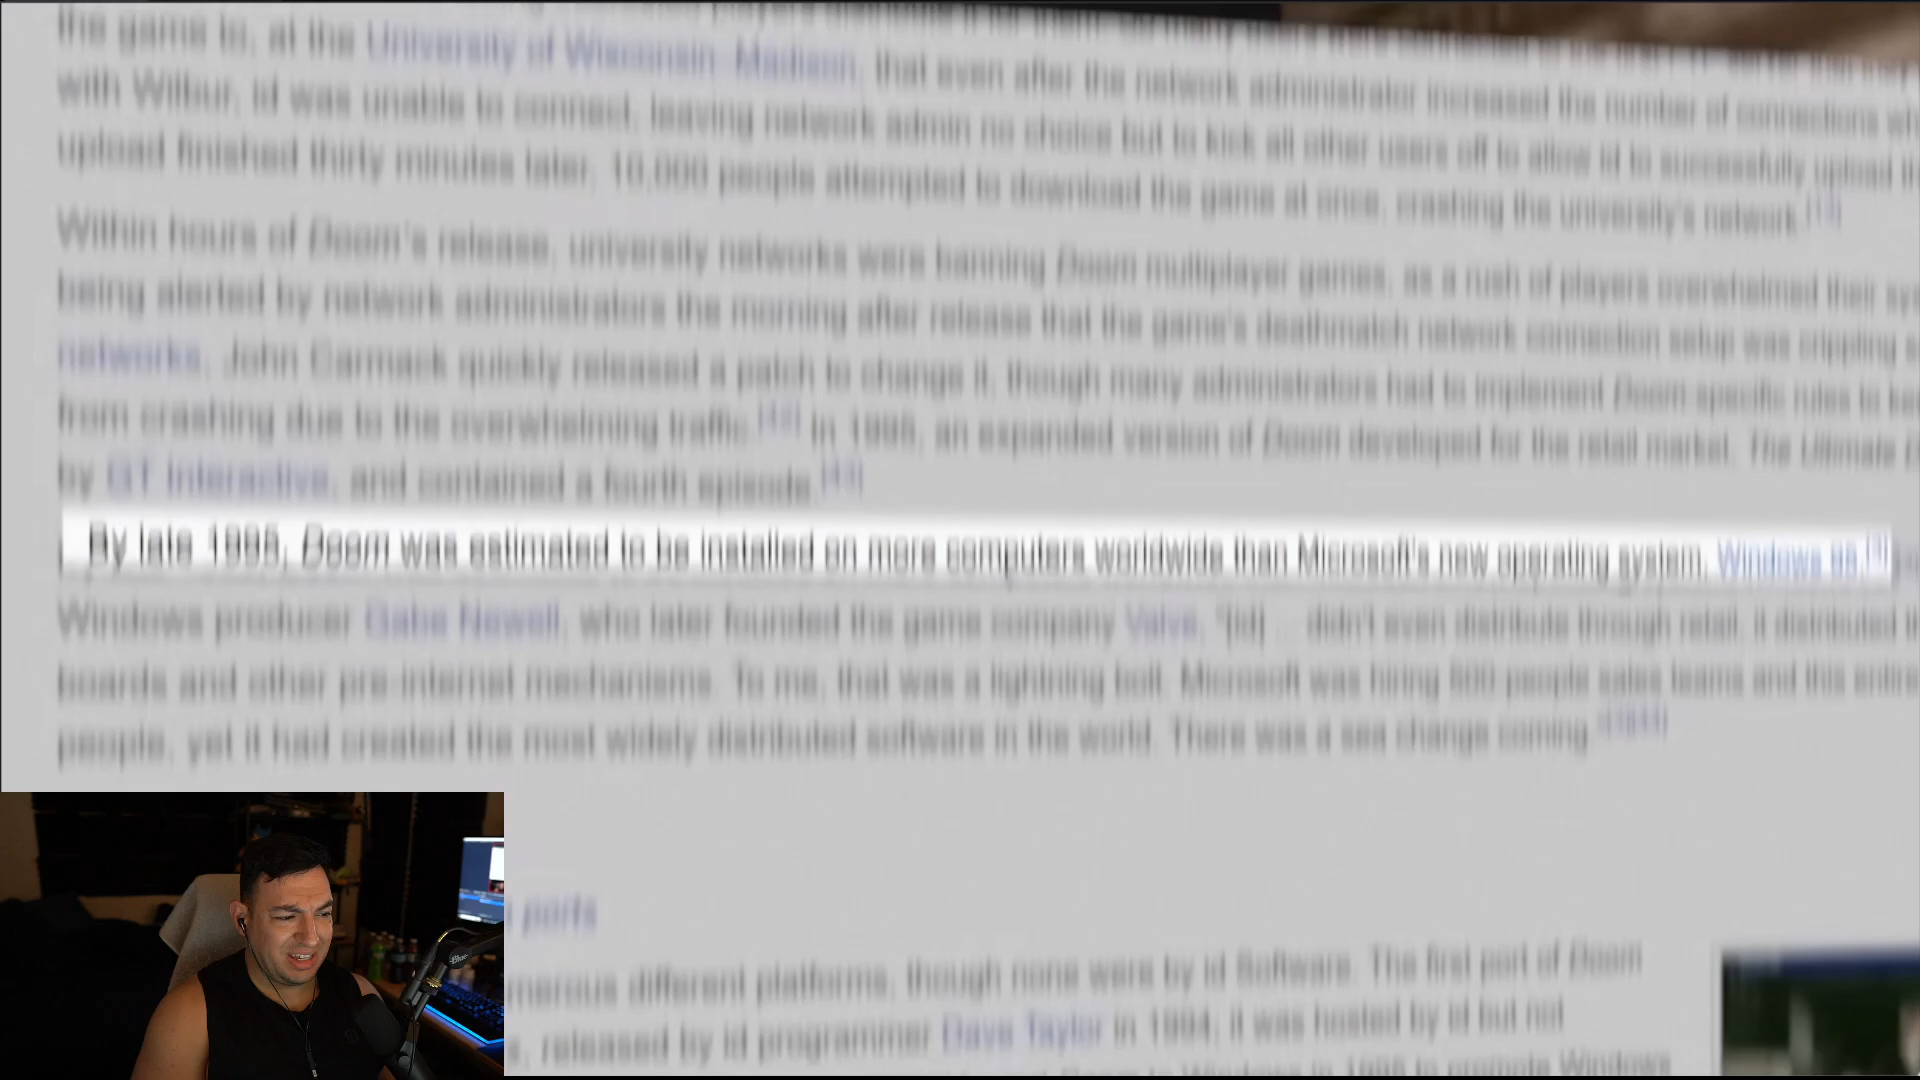 the game to, at the University of Wisconsin–Madison, that even after the network administrator increased the number of connections
with Wilbur, id was unable to connect, leaving network admin no choice but to kick all other users off to allow id to successfully upload
upload finished thirty minutes later, 10,000 people attempted to download the game at once, crashing the university's network.
Within hours of Doom's release, university networks were banning Doom multiplayer games, as a rush of players overwhelmed their
being alerted by network administrators the morning after release that the game's deathmatch network connection setup was crippling
networks, John Carmack quickly released a patch to change it, though many administrators had to implement Doom-specific rules to
from crashing due to the overwhelming traffic. In 1995, an expanded version of Doom developed for the retail market, The Ultimate
by GT Interactive, and contained a fourth episode.
By late 1995, Doom was estimated to be installed on more computers worldwide than Microsoft's new operating system, Windows 95,
Windows producer Gabe Newell, who later founded the game company Valve, "[id] ... didn't even distribute through retail, it distributed
boards and other pre-internet mechanisms. To me, that was a lightning bolt. Microsoft was hiring 500-people sales teams and this
people, yet it had created the most widely distributed software in the world. There was a sea change coming.
ports
different platforms, though none were by id Software. The first port of Doom
released by id programmer Dave Taylor in 1994; it was hosted by id but not
to Windows in 1995 to promote Windows
Blue